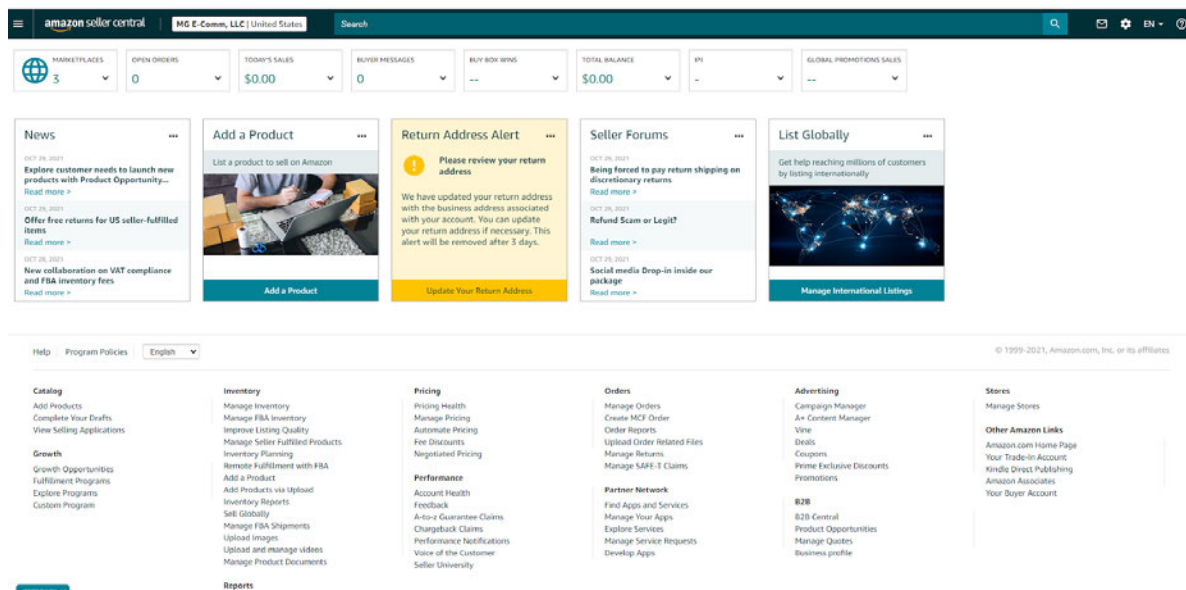 amazon seller central
MG E-Comm, LLC | United States
Search
EN
MARKETPLACES
3
OPEN ORDERS
0
TODAY'S SALES
$0.00
BUYER MESSAGES
0
BUY BOX WINS
--
TOTAL BALANCE
$0.00
IPI
-
GLOBAL PROMOTIONS SALES
--
News
OCT 29, 2021
Explore customer needs to launch new
products with Product Opportunity...
Read more >
OCT 29, 2021
Offer free returns for US seller-fulfilled
items
Read more >
OCT 28, 2021
New collaboration on VAT compliance
and FBA inventory fees
Read more >
Add a Product
List a product to sell on Amazon
Add a Product
Return Address Alert
Please review your return
address
We have updated your return address
with the business address associated
with your account. You can update
your return address if necessary. This
alert will be removed after 3 days.
Update Your Return Address
Seller Forums
OCT 29, 2021
Being forced to pay return shipping on
discretionary returns
Read more >
OCT 29, 2021
Refund Scam or Legit?
Read more >
OCT 29, 2021
Social media Drop-in inside our
package
Read more >
List Globally
Get help reaching millions of customers
by listing internationally
Manage International Listings
Help
Program Policies
English
© 1999-2021, Amazon.com, Inc. or its affiliates
Catalog
Add Products
Complete Your Drafts
View Selling Applications
Growth
Growth Opportunities
Fulfillment Programs
Explore Programs
Custom Program
Inventory
Manage Inventory
Manage FBA Inventory
Improve Listing Quality
Manage Seller Fulfilled Products
Inventory Planning
Remote Fulfillment with FBA
Add a Product
Add Products via Upload
Inventory Reports
Sell Globally
Manage FBA Shipments
Upload Images
Upload and manage videos
Manage Product Documents
Reports
Pricing
Pricing Health
Manage Pricing
Automate Pricing
Fee Discounts
Negotiated Pricing
Performance
Account Health
Feedback
A-to-z Guarantee Claims
Chargeback Claims
Performance Notifications
Voice of the Customer
Seller University
Orders
Manage Orders
Create MCF Order
Order Reports
Upload Order Related Files
Manage Returns
Manage SAFE-T Claims
Partner Network
Find Apps and Services
Manage Your Apps
Explore Services
Manage Service Requests
Develop Apps
Advertising
Campaign Manager
A+ Content Manager
Vine
Deals
Coupons
Prime Exclusive Discounts
Promotions
B2B
B2B Central
Product Opportunities
Manage Quotes
Business profile
Stores
Manage Stores
Other Amazon Links
Amazon.com Home Page
Your Trade-In Account
Kindle Direct Publishing
Amazon Associates
Your Buyer Account